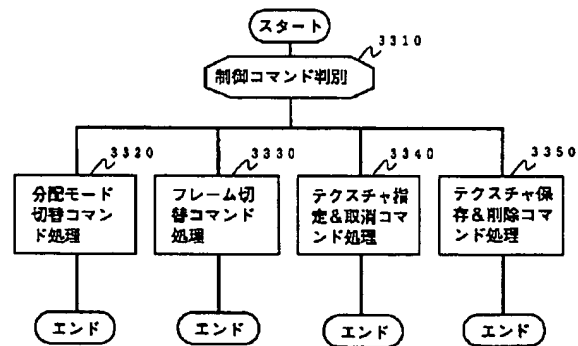 スタート
3310
制御コマンド判別
3320
3330
3340
3350
分配モード
切替コマン
ド処理
フレーム切
替コマンド
処理
テクスチャ指
定&取消コマ
ンド処理
テクスチャ保
存&削除コマ
ンド処理
エンド
エンド
エンド
エンド